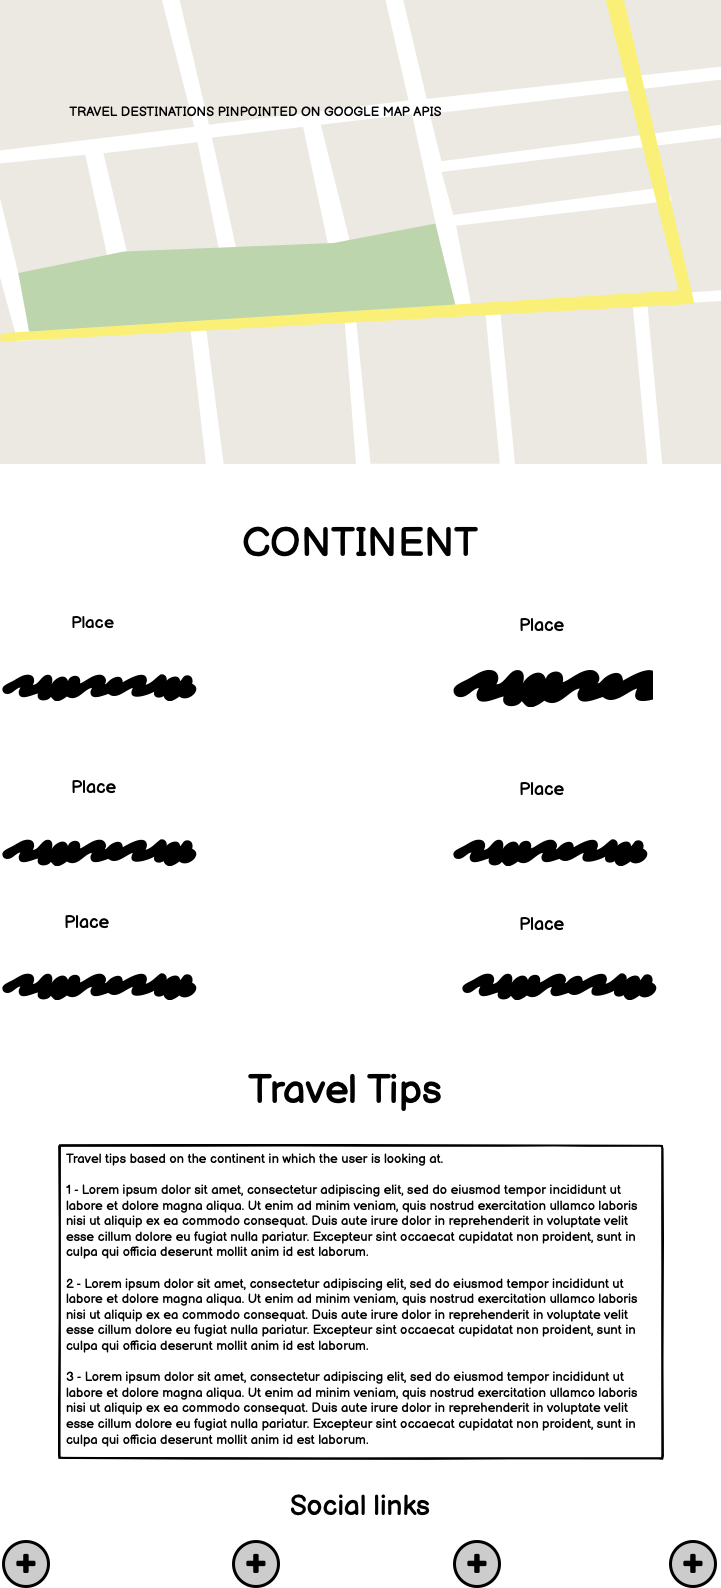 TRAVEL DESTINATIONS PINPOINTED ON GOOGLE MAP APIS
CONTINENT
Place
Place
Place
Place
Place
Place
Travel Tips
Travel tips based on the continent in which the user is looking at.
1 - Lorem ipsum dolor sit amet, consectetur adipiscing elit, sed do eiusmod tempor incididunt ut
labore et dolore magna aliqua. Ut enim ad minim veniam, quis nostrud exercitation ullamco laboris
nisi ut aliquip ex ea commodo consequat. Duis aute irure dolor in reprehenderit in voluptate velit
esse cillum dolore eu fugiat nulla pariatur. Excepteur sint occaecat cupidatat non proident, sunt in
culpa qui officia deserunt mollit anim id est laborum.
2 - Lorem ipsum dolor sit amet, consectetur adipiscing elit, sed do eiusmod tempor incididunt ut
labore et dolore magna aliqua. Ut enim ad minim veniam, quis nostrud exercitation ullamco laboris
nisi ut aliquip ex ea commodo consequat. Duis aute irure dolor in reprehenderit in voluptate velit
esse cillum dolore eu fugiat nulla pariatur. Excepteur sint occaecat cupidatat non proident, sunt in
culpa qui officia deserunt mollit anim id est laborum.
3 - Lorem ipsum dolor sit amet, consectetur adipiscing elit, sed do eiusmod tempor incididunt ut
labore et dolore magna aliqua. Ut enim ad minim veniam, quis nostrud exercitation ullamco laboris
nisi ut aliquip ex ea commodo consequat. Duis aute irure dolor in reprehenderit in voluptate velit
esse cillum dolore eu fugiat nulla pariatur. Excepteur sint occaecat cupidatat non proident, sunt in
culpa qui officia deserunt mollit anim id est laborum.
Social links